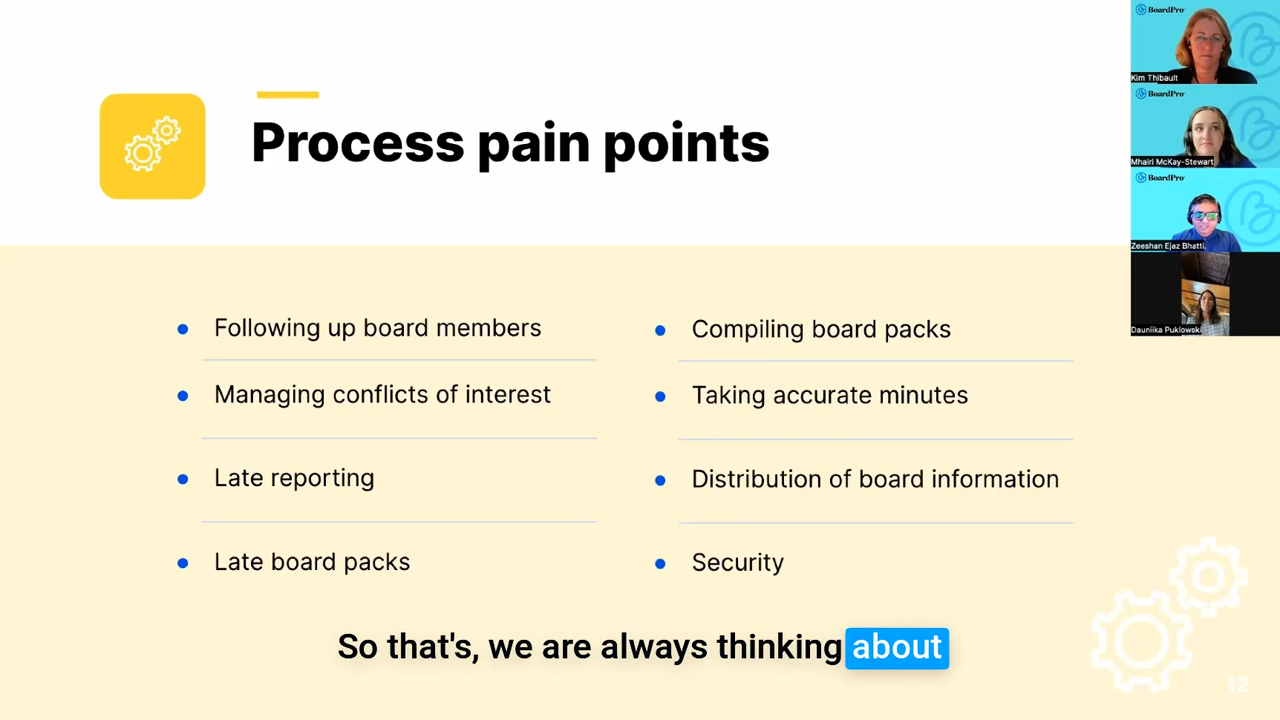 Process pain points
Following up board members
Managing conflicts of interest
Late reporting
Late board packs
Compiling board packs
Taking accurate minutes
Distribution of board information
Security
So that's, we are always thinking about
12
BoardPro
Kim Thibault
BoardPro
Mhairi McKay-Stewart
BoardPro
Zeeshan Ejaz Bhatti,
Dauniika Puklowski